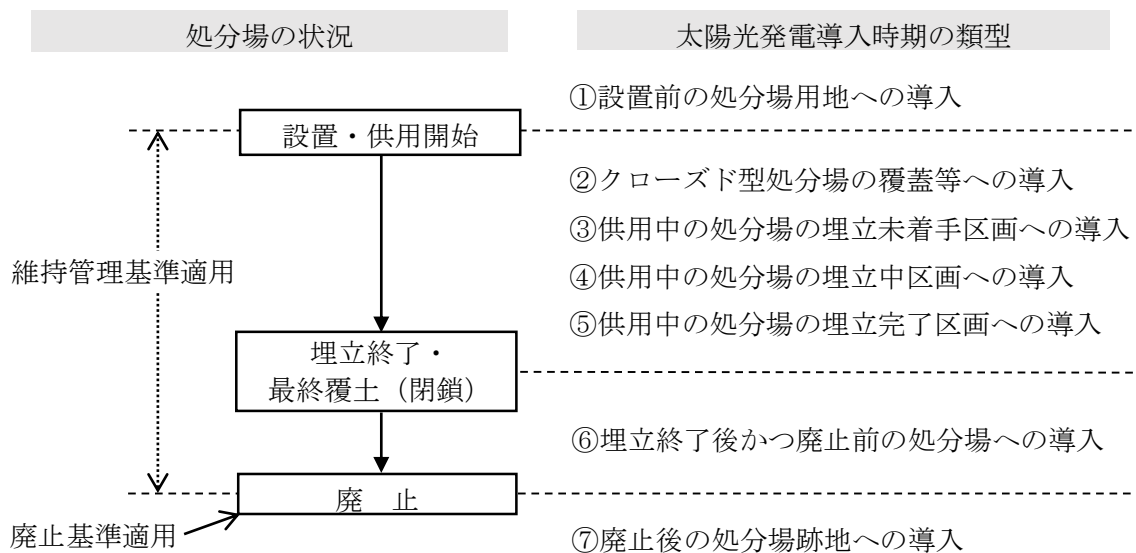 処分場の状況
太陽光発電導入時期の類型
①設置前の処分場用地への導入
設置・供用開始
②クローズド型処分場の覆蓋等への導入
③供用中の処分場の埋立未着手区画への導入
維持管理基準適用
④供用中の処分場の埋立中区画への導入
⑤供用中の処分場の埋立完了区画への導入
埋立終了・
最終覆土（閉鎖）
⑥埋立終了後かつ廃止前の処分場への導入
廃　止
廃止基準適用
⑦廃止後の処分場跡地への導入